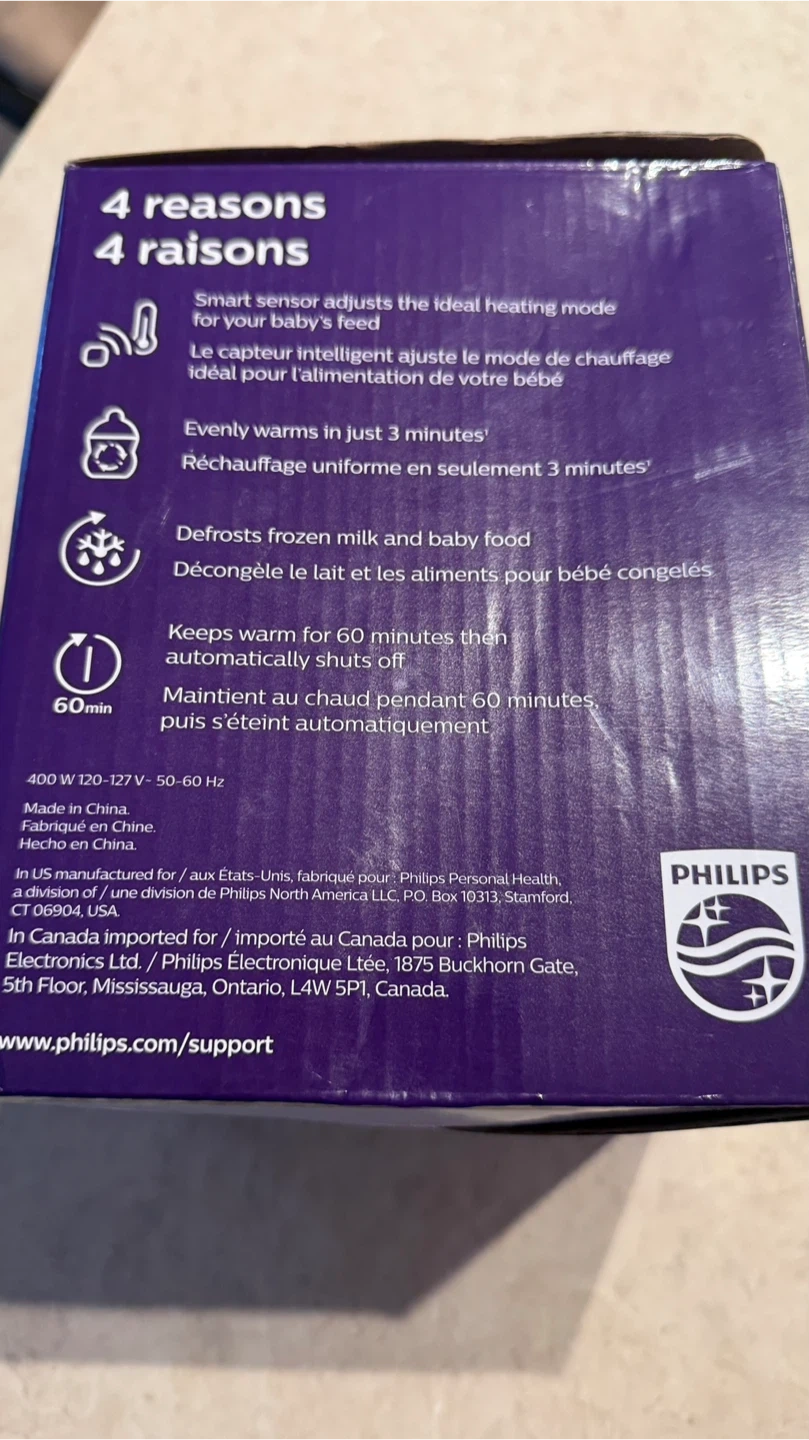 4 reasons
4 raisons
Smart sensor adjusts the ideal heating mode
for your baby's feed
Le capteur intelligent ajuste le mode de chauffage
idéal pour l'alimentation de votre bébé
Evenly warms in just 3 minutes¹
Réchauffage uniforme en seulement 3 minutes¹
Defrosts frozen milk and baby food
Décongèle le lait et les aliments pour bébé congelés
Keeps warm for 60 minutes then
automatically shuts off
60min
Maintient au chaud pendant 60 minutes,
puis s'éteint automatiquement
400 W 120-127 V~ 50-60 Hz
Made in China.
Fabriqué en Chine.
Hecho en China.
In US manufactured for / aux États-Unis, fabriqué pour : Philips Personal Health,
a division of / une division de Philips North America LLC, P.O. Box 10313, Stamford,
CT 06904, USA.
In Canada imported for / importé au Canada pour : Philips
Electronics Ltd. / Philips Électronique Ltée, 1875 Buckhorn Gate,
5th Floor, Mississauga, Ontario, L4W 5P1, Canada.
www.philips.com/support
PHILIPS